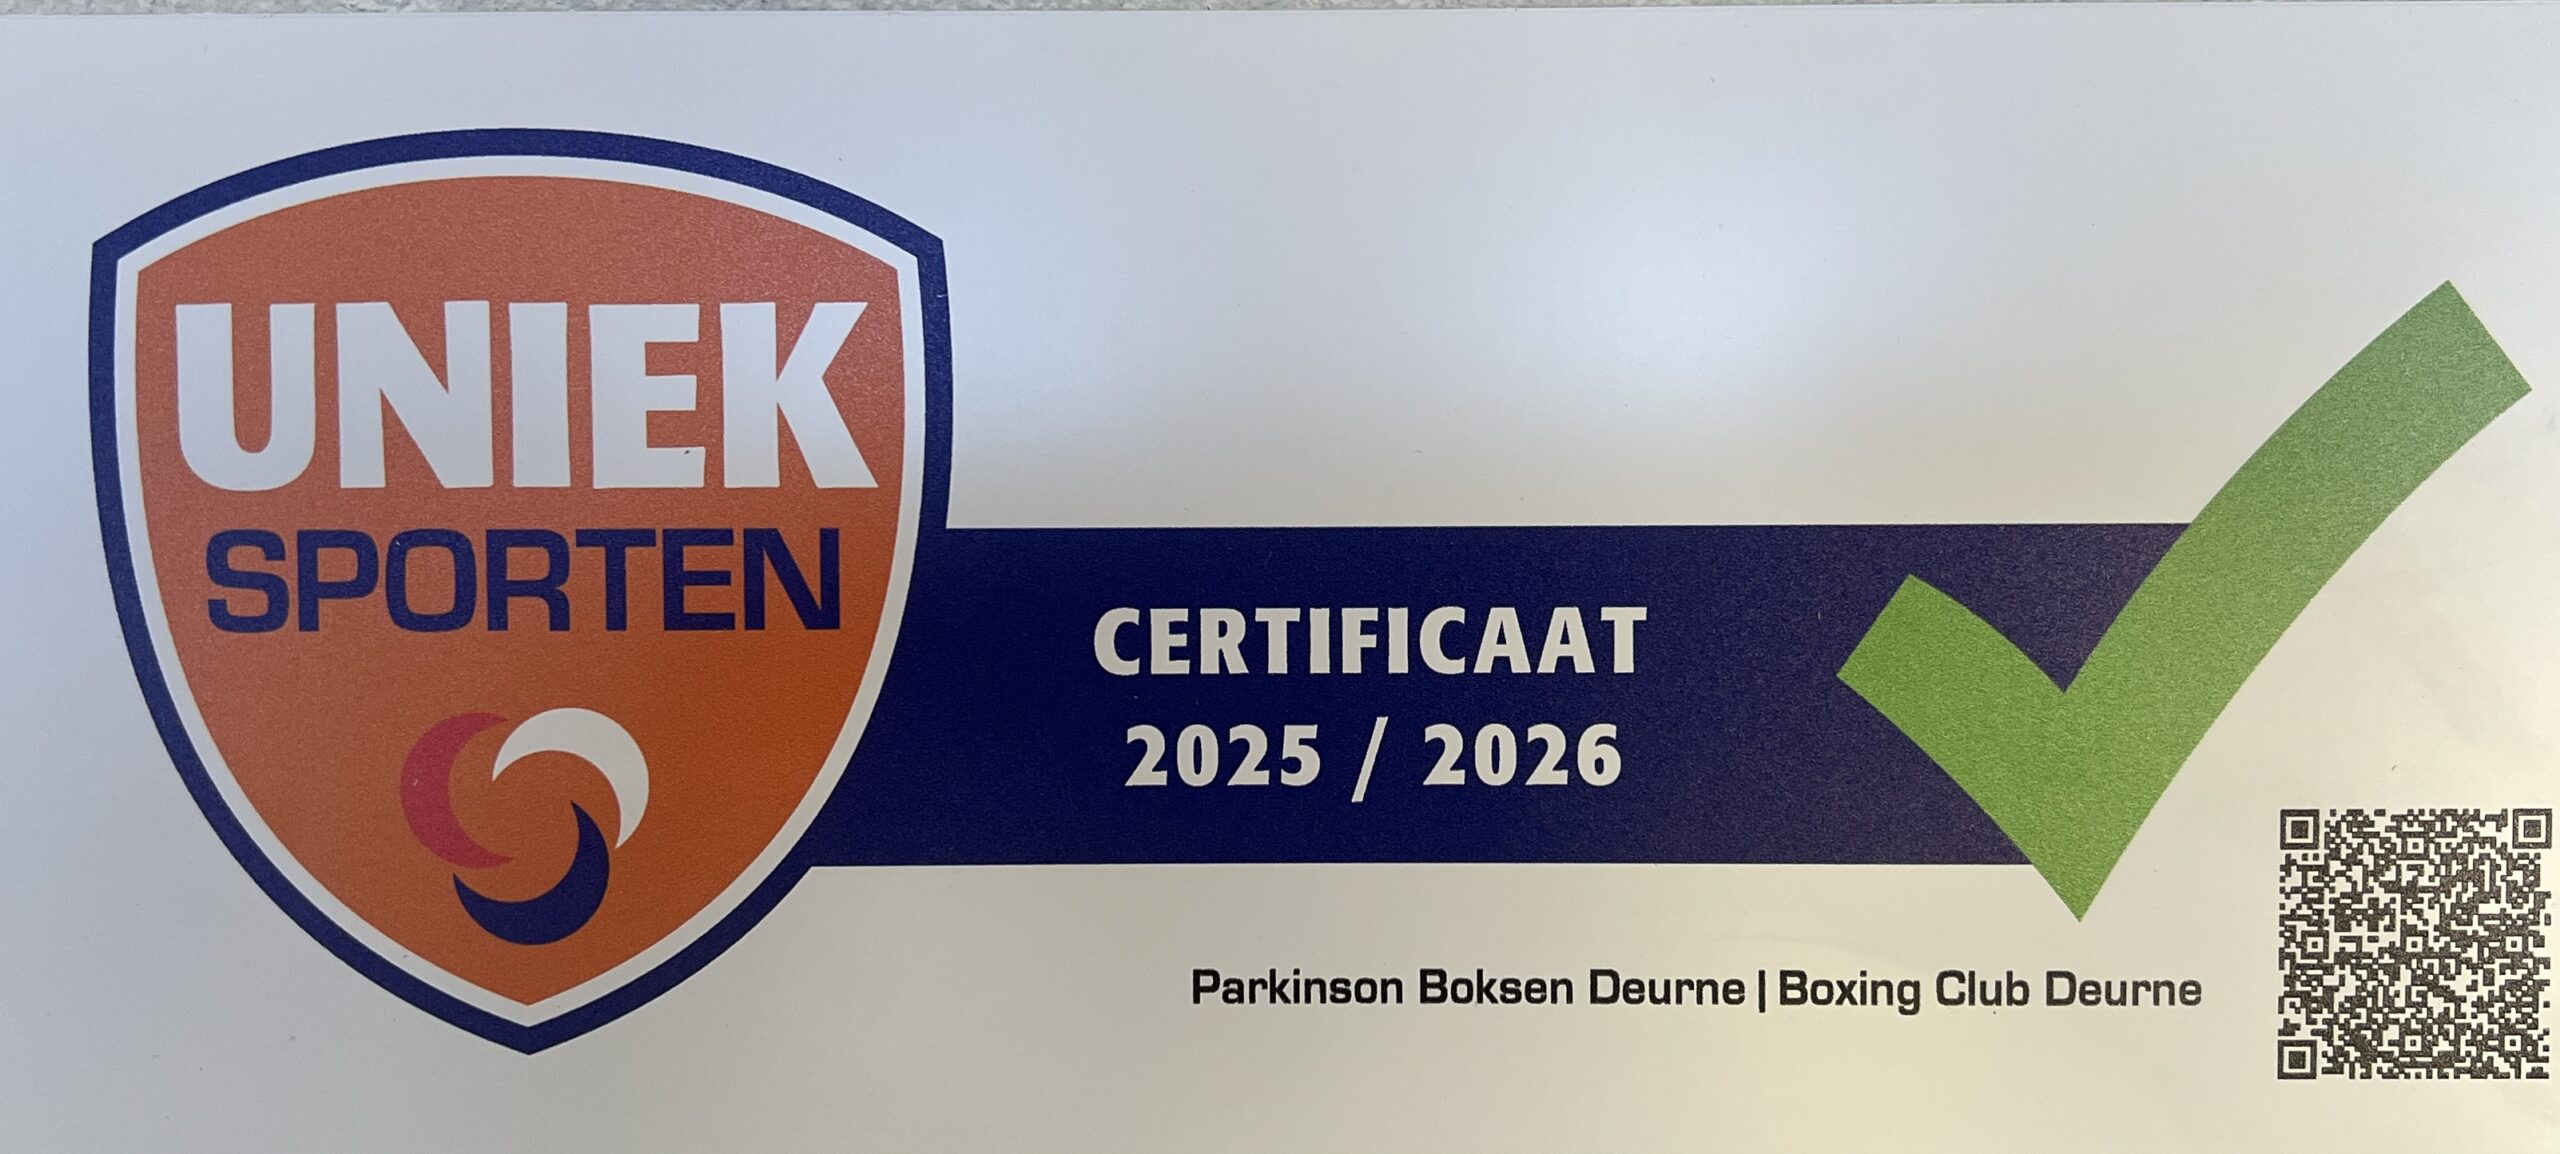 UNIEK
SPORTEN
CERTIFICAAT
2025 / 2026
Parkinson Boksen Deurne | Boxing Club Deurne